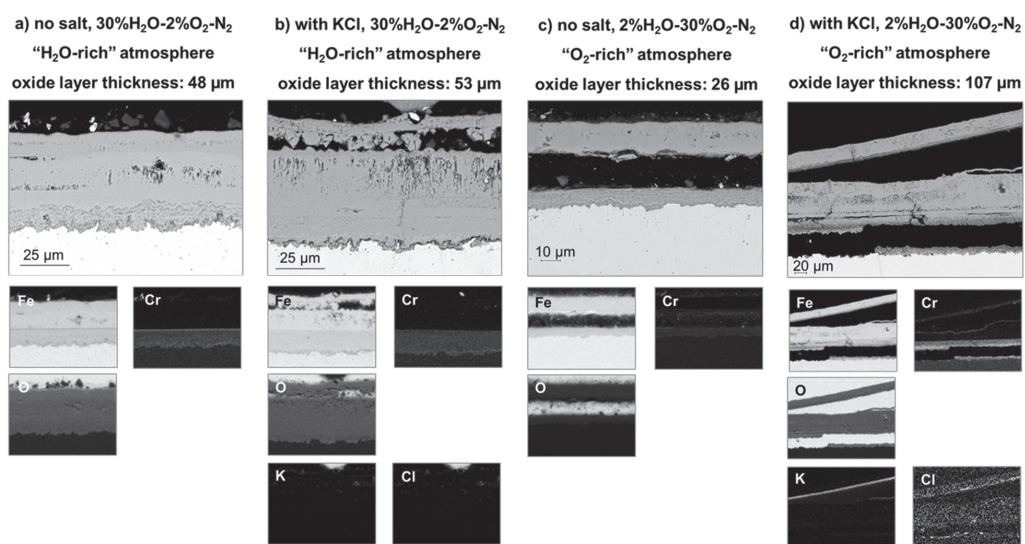 a) no salt, 30%H₂O-2%O₂-N₂
“H₂O-rich” atmosphere
oxide layer thickness: 48 µm
25 µm
Fe
Cr
O
b) with KCl, 30%H₂O-2%O₂-N₂
“H₂O-rich” atmosphere
oxide layer thickness: 53 µm
25 µm
Fe
Cr
O
K
Cl
c) no salt, 2%H₂O-30%O₂-N₂
“O₂-rich” atmosphere
oxide layer thickness: 26 µm
10 µm
Fe
Cr
O
d) with KCl, 2%H₂O-30%O₂-N₂
“O₂-rich” atmosphere
oxide layer thickness: 107 µm
20 µm
Fe
Cr
O
K
Cl